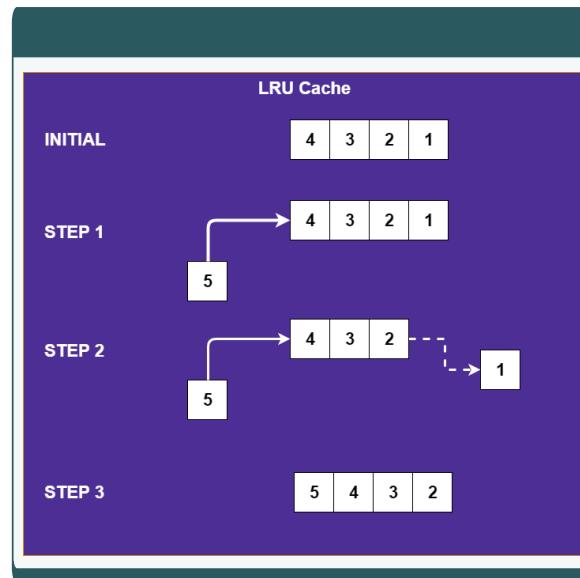 LRU Cache
INITIAL 4 3 2 1
STEP 1 4 3 2 1
5
STEP 2 4 3 2
1
5
STEP 3 5 4 3 2